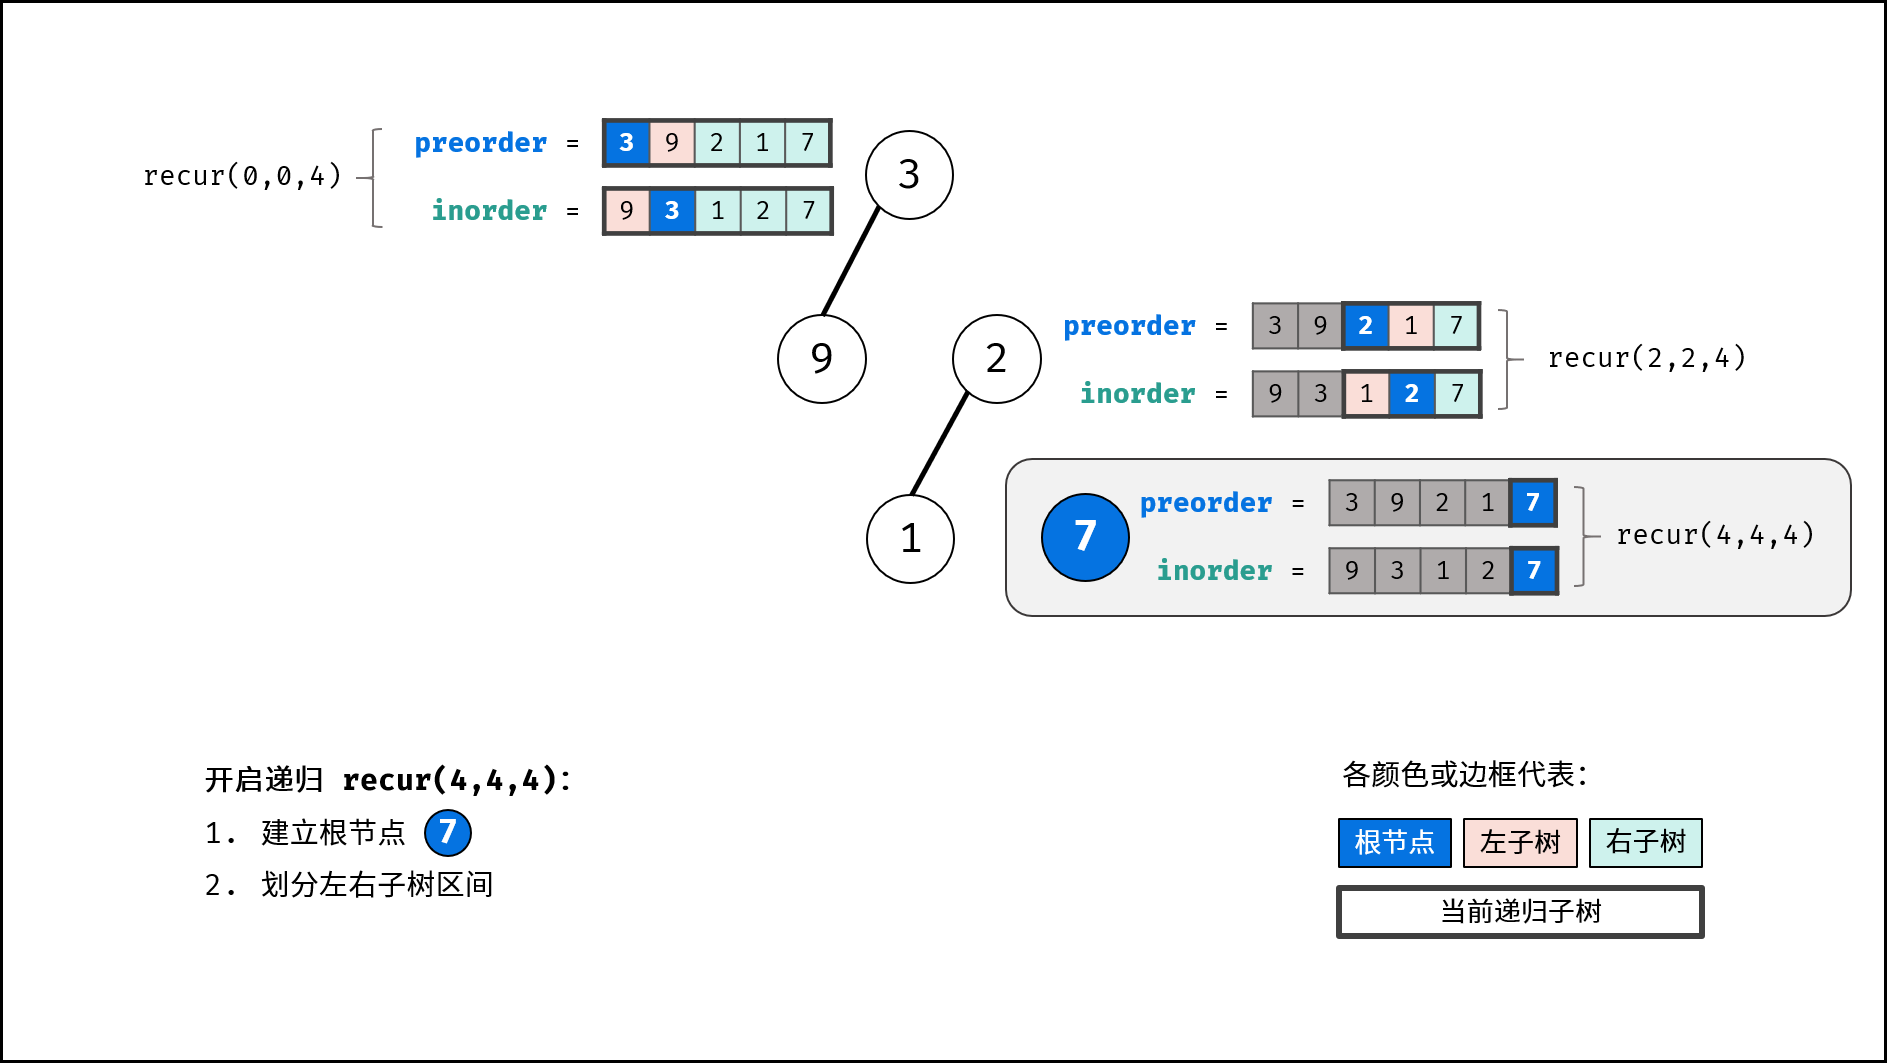 recur(0,0,4)
preorder = 3 9 2 1 7
inorder = 9 3 1 2 7
3
9
2
preorder = 3 9 2 1 7
inorder = 9 3 1 2 7
recur(2,2,4)
1
7
preorder = 3 9 2 1 7
inorder = 9 3 1 2 7
recur(4,4,4)
开启递归 recur(4,4,4):
1. 建立根节点 7
2. 划分左右子树区间
各颜色或边框代表:
根节点 左子树 右子树
当前递归子树